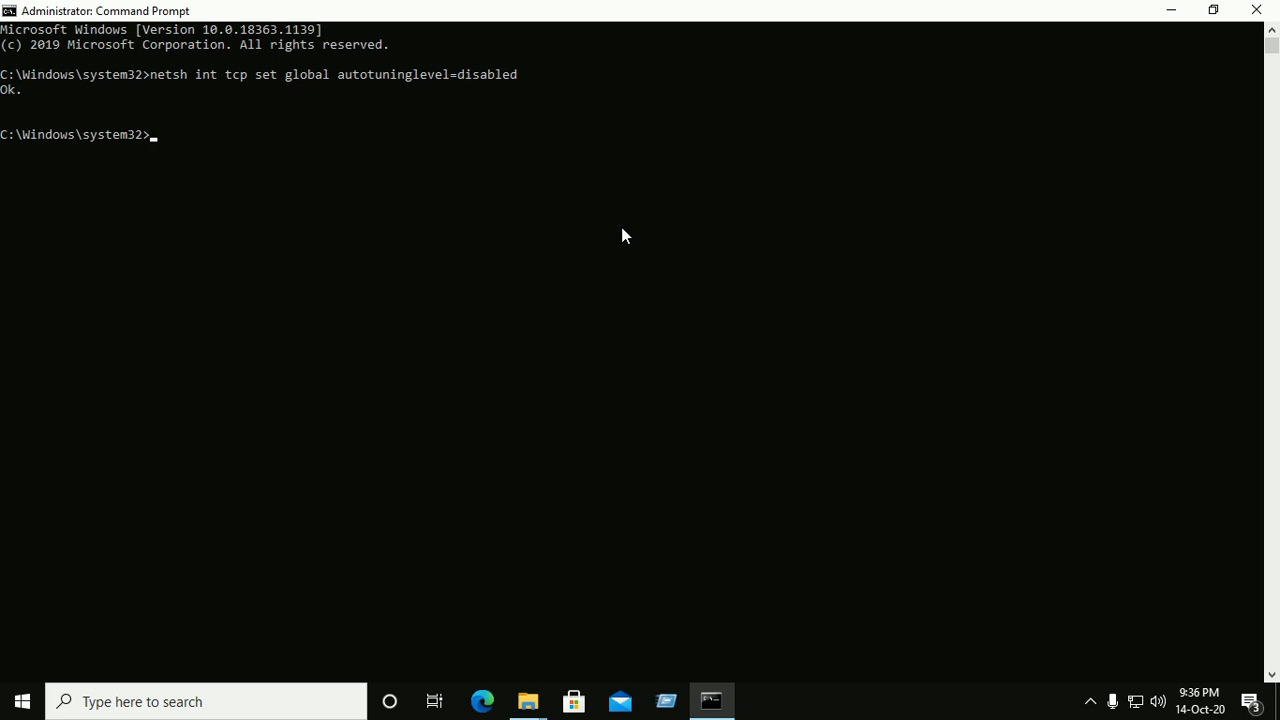 Administrator: Command Prompt
Microsoft Windows [Version 10.0.18363.1139]
(c) 2019 Microsoft Corporation. All rights reserved.
C:\Windows\system32>netsh int tcp set global autotuninglevel=disabled
Ok.
C:\Windows\system32>
Type here to search
9:36 PM
14-Oct-20
3